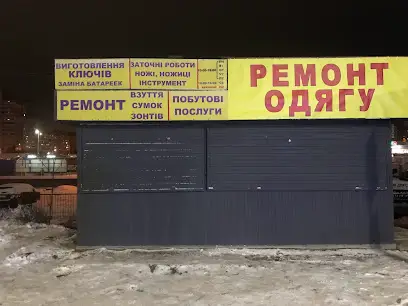 ВИГОТОВЛЕННЯ
КЛЮЧІВ
ЗАМІНА БАТАРЕЕК
ЗАТОЧНІ РОБОТИ
НОЖІ, НОЖИЦІ
ІНСТРУМЕНТ
РЕМОНТ
ВЗУТТЯ
СУМОК
ЗОНТІВ
ПОБУТОВІ
ПОСЛУГИ
РЕМОНТ
ОДЯГУ